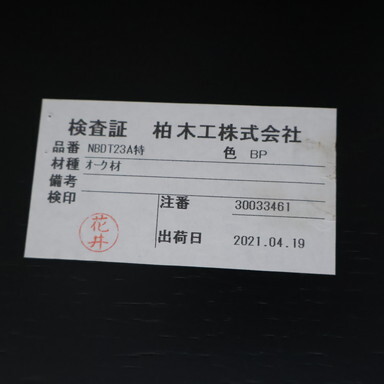 検査証 柏木工株式会社
品番 NBDT23A特 色 BP
材種 オーク材
備考
検印 注番 30033461
花井
出荷日 2021.04.19